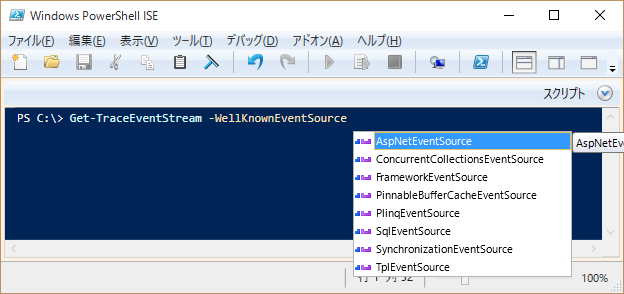 Windows PowerShell ISE
ファイル(F) 編集(E) 表示(V) ツール(T) デバッグ(D) アドオン(A) ヘルプ(H)
スクリプト
PS C:\> Get-TraceEventStream -WellKnownEventSource
AspNetEventSource
ConcurrentCollectionsEventSource
FrameworkEventSource
PinnableBufferCacheEventSource
PlinqEventSource
SqlEventSource
SynchronizationEventSource
TplEventSource
AspNetEv
100%